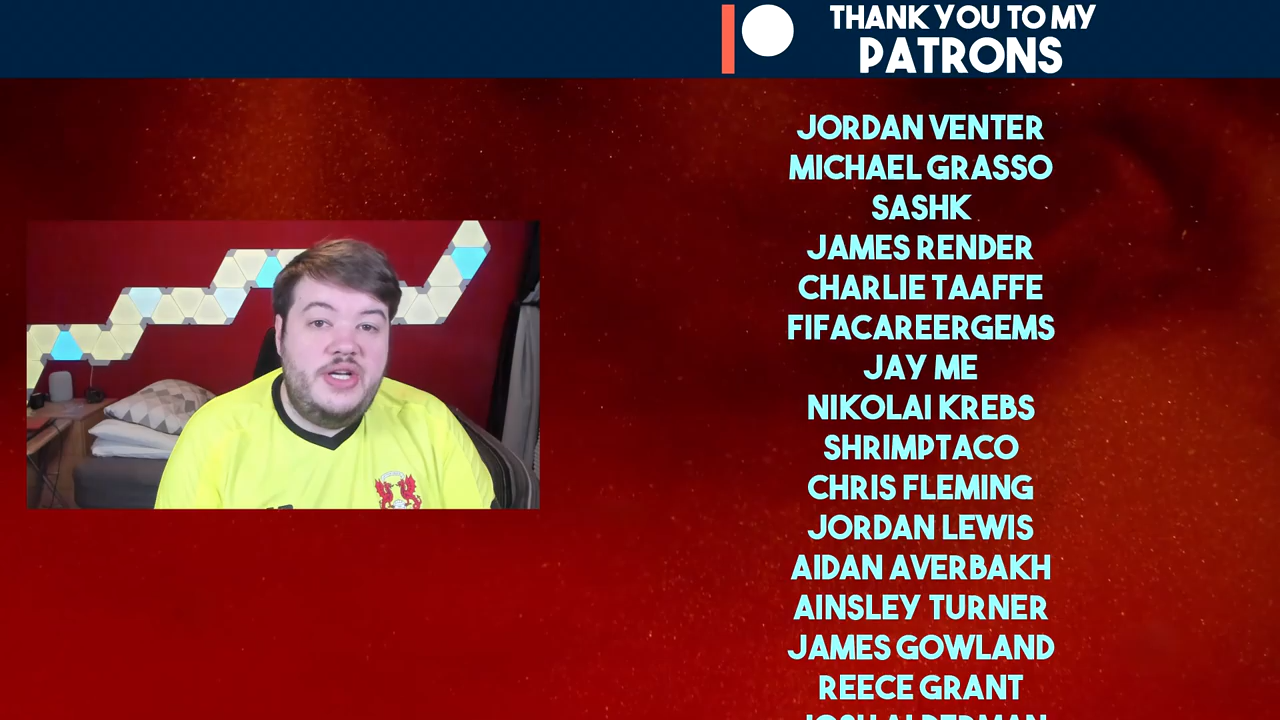 THANK YOU TO MY
PATRONS
JORDAN VENTER
MICHAEL GRASSO
SASHK
JAMES RENDER
CHARLIE TAAFFE
FIFACAREERGEMS
JAY ME
NIKOLAI KREBS
SHRIMPTACO
CHRIS FLEMING
JORDAN LEWIS
AIDAN AVERBAKH
AINSLEY TURNER
JAMES GOWLAND
REECE GRANT